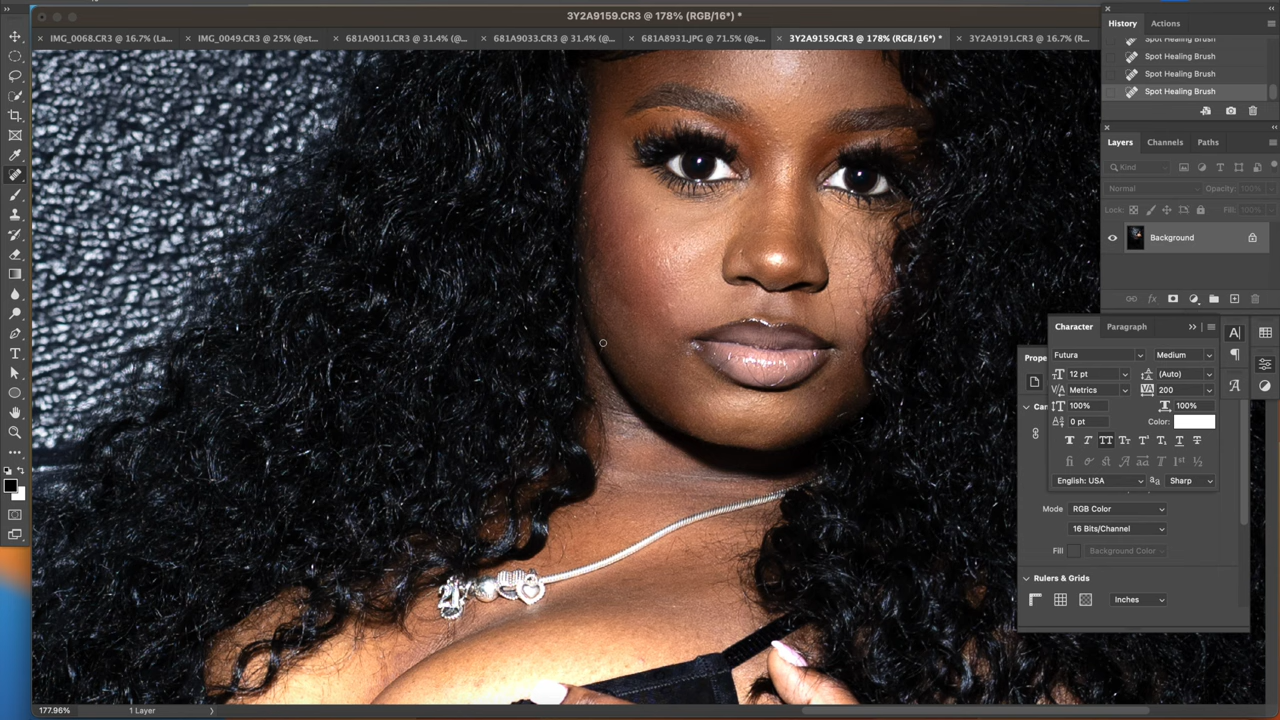 3Y2A9159.CR3 @ 178% (RGB/16*) *
IMG_0068.CR3 @ 16.7% (La...
IMG_0049.CR3 @ 25% (@st...
681A9011.CR3 @ 31.4% (@...
681A9033.CR3 @ 31.4% (@...
681A8931.JPG @ 71.5% (@s...
3Y2A9159.CR3 @ 178% (RGB/16*) *
3Y2A9191.CR3 @ 16.7% (R...
History
Actions
Spot Healing Brush
Spot Healing Brush
Spot Healing Brush
Spot Healing Brush
Layers
Channels
Paths
Kind
Normal
Opacity: 100%
Lock:
Fill: 100%
Background
Character
Paragraph
Futura
Medium
12 pt
(Auto)
Metrics
200
100%
100%
0 pt
Color:
English: USA
Sharp
Prope
Can
Mode
RGB Color
16 Bits/Channel
Fill
Background Color
Rulers & Grids
Inches
177.96%
1 Layer